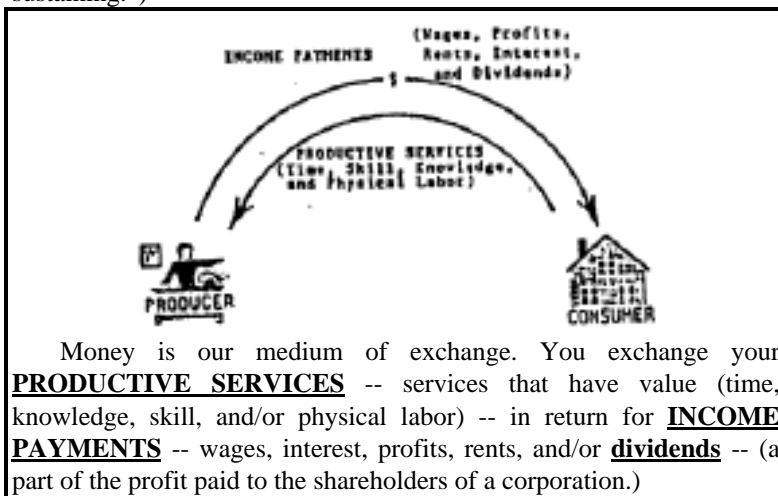 sustaining.")
(Wages, Profits,
INCOME PAYMENTS Rents, Interest,
$ and Dividends)
PRODUCTIVE SERVICES
(Time, Skill, Knowledge,
and Physical Labor)
PRODUCER
CONSUMER
Money is our medium of exchange. You exchange your
PRODUCTIVE SERVICES -- services that have value (time,
knowledge, skill, and/or physical labor) -- in return for INCOME
PAYMENTS -- wages, interest, profits, rents, and/or dividends -- (a
part of the profit paid to the shareholders of a corporation.)